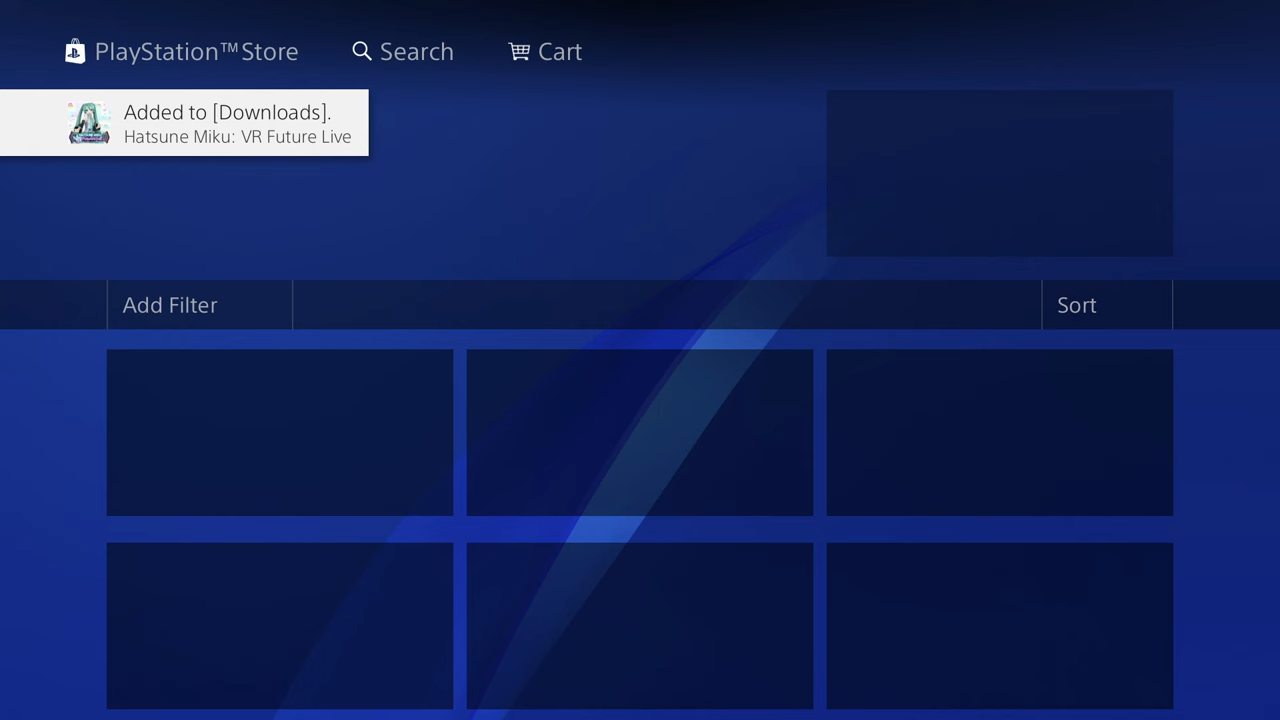 PlayStation™Store
Search
Cart
Added to [Downloads].
Hatsune Miku: VR Future Live
Add Filter
Sort